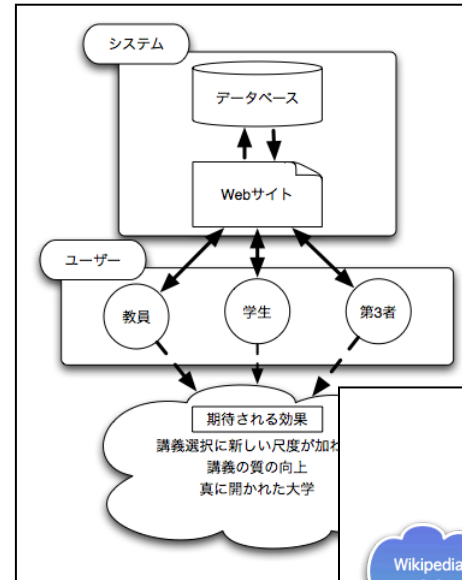 システム
データベース
Webサイト
ユーザー
教員
学生
第3者
期待される効果
講義選択に新しい尺度が加わ
講義の質の向上
真に開かれた大学
Wikipedia